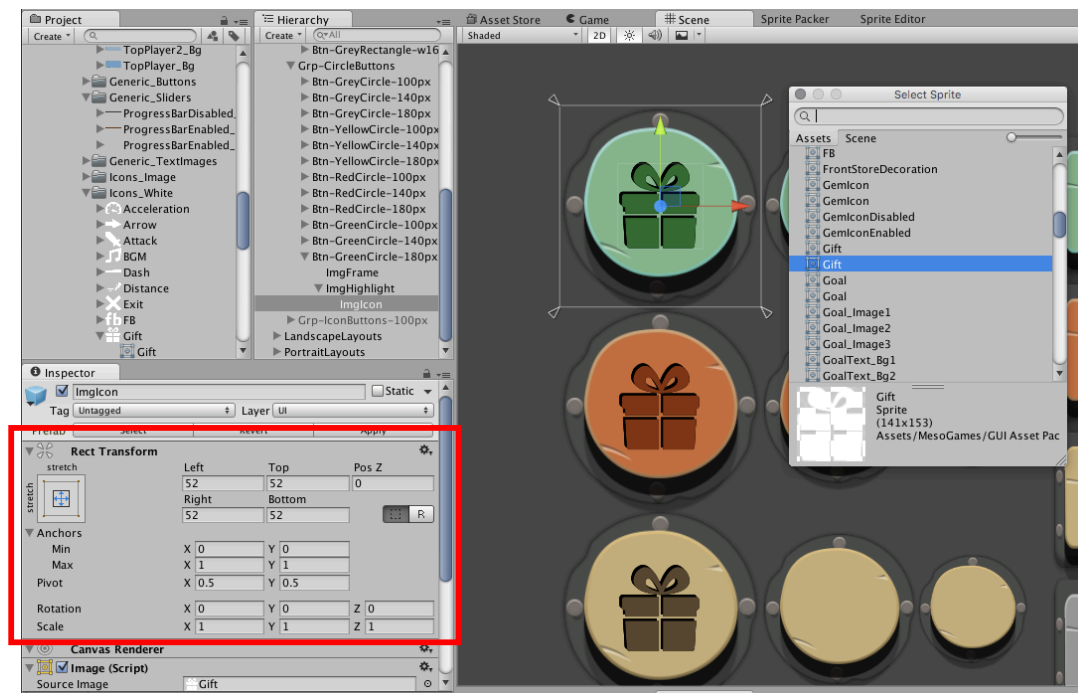 Project
Create
TopPlayer2_Bg
TopPlayer_Bg
Generic_Buttons
Generic_Sliders
ProgressBarDisabled_
ProgressBarEnabled_
ProgressBarEnabled_
Generic_TextImages
Icons_Image
Icons_White
Acceleration
Arrow
Attack
BGM
Dash
Distance
Exit
FB
Gift
Gift
Hierarchy
Create All
Btn-GreyRectangle-w16
Grp-CircleButtons
Btn-GreyCircle-100px
Btn-GreyCircle-140px
Btn-GreyCircle-180px
Btn-YellowCircle-100px
Btn-YellowCircle-140px
Btn-YellowCircle-180px
Btn-RedCircle-100px
Btn-RedCircle-140px
Btn-RedCircle-180px
Btn-GreenCircle-100px
Btn-GreenCircle-140px
Btn-GreenCircle-180px
ImgFrame
ImgHighlight
ImgIcon
Grp-IconButtons-100px
LandscapeLayouts
PortraitLayouts
Asset Store Game Scene Sprite Packer Sprite Editor
Shaded 2D
Select Sprite
Assets Scene
FB
FrontStoreDecoration
GemIcon
GemIcon
GemIconDisabled
GemIconEnabled
Gift
Gift
Goal
Goal
Goal_Image1
Goal_Image2
Goal_Image3
GoalText_Bg1
GoalText_Bg2
Gift
Sprite
(141x153)
Assets/MesoGames/GUI Asset Pac
Inspector
ImgIcon Static
Tag Untagged Layer UI
Prefab Select Revert Apply
Rect Transform
stretch Left Top Pos Z
stretch 52 52 0
Right Bottom
52 52 R
Anchors
Min X 0 Y 0
Max X 1 Y 1
Pivot X 0.5 Y 0.5
Rotation X 0 Y 0 Z 0
Scale X 1 Y 1 Z 1
Canvas Renderer
Image (Script)
Source Image Gift